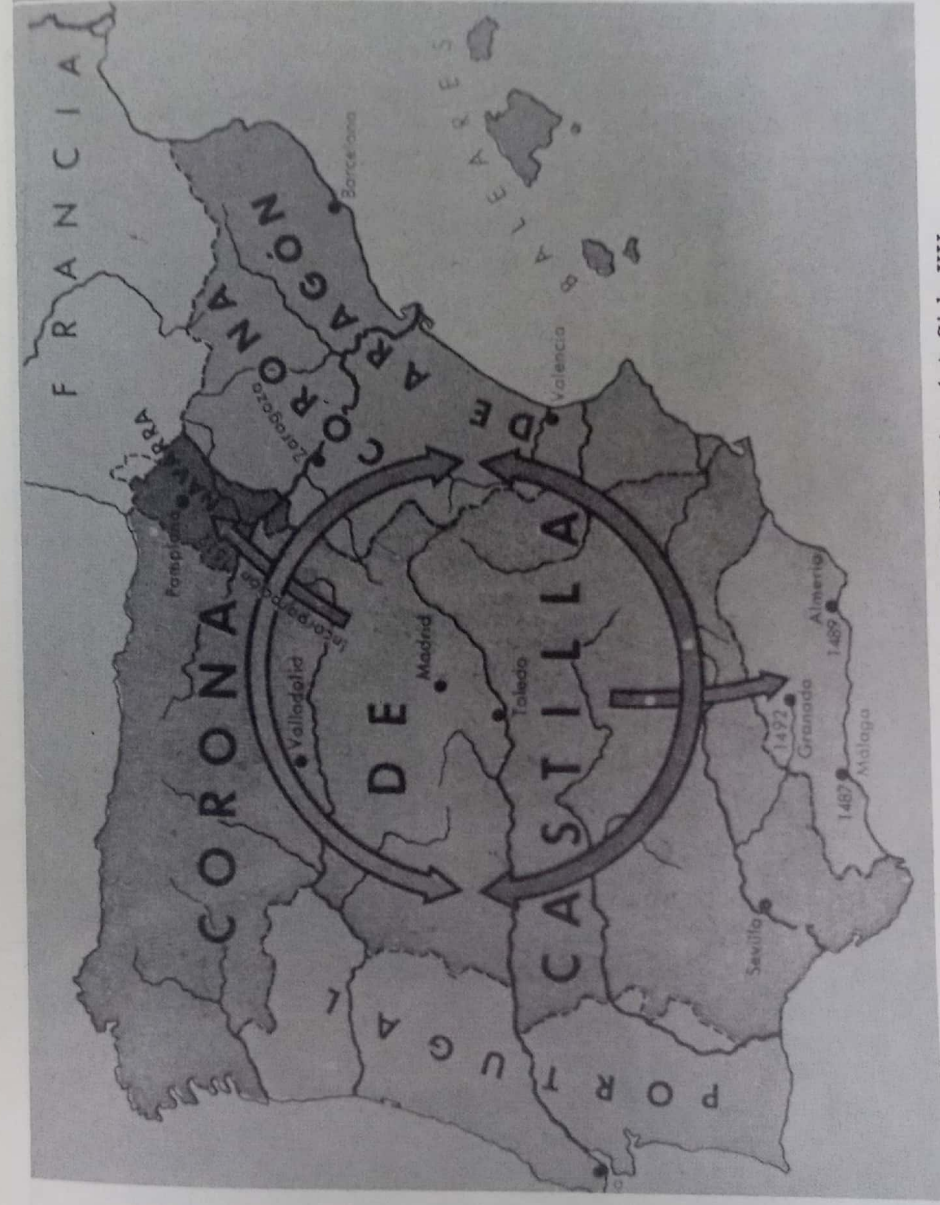 FRANCIA
CORONA
DE
CASTILLA
CORONA
DE ARAGÓN
NAVARRA
PORTUGAL
BALEARES
Pamplona
Incorporación
Zaragoza
Barcelona
Valladolid
Madrid
Toledo
Valencia
Sevilla
1492
Granada
Almería
1489
1487
Málaga